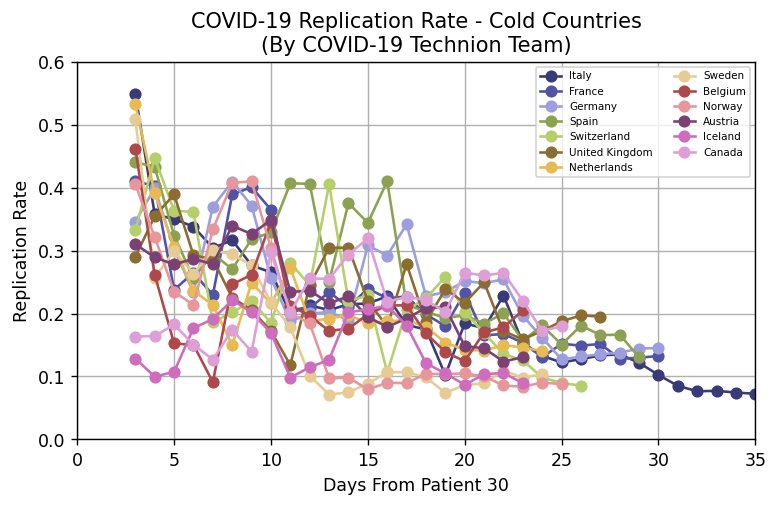 COVID-19 Replication Rate - Cold Countries
(By COVID-19 Technion Team)
Replication Rate
0.6
0.5
0.4
0.3
0.2
0.1
0.0
Italy
France
Germany
Spain
Switzerland
United Kingdom
Netherlands
Sweden
Belgium
Norway
Austria
Iceland
Canada
0 5 10 15 20 25 30 35
Days From Patient 30